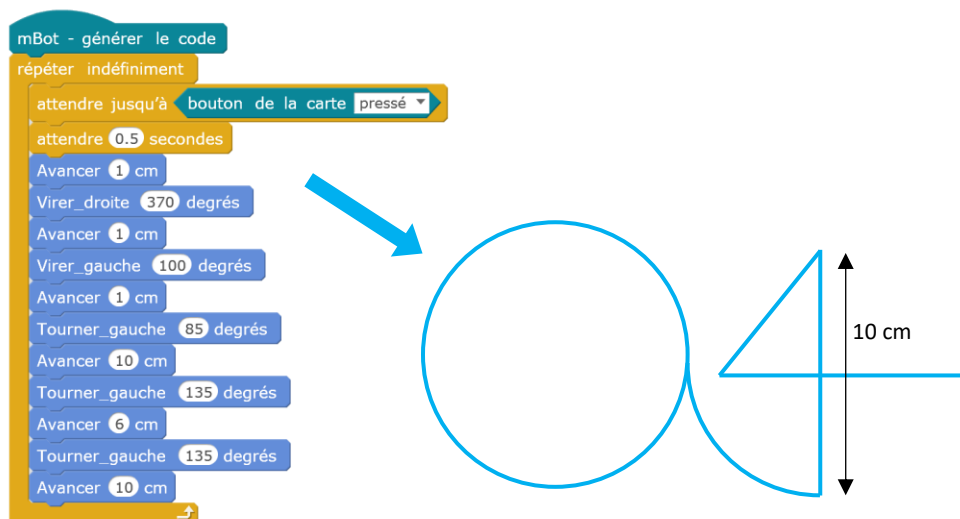 mBot - générer le code
répéter indéfiniment
attendre jusqu'à bouton de la carte pressé
attendre 0.5 secondes
Avancer 1 cm
Virer_droite 370 degrés
Avancer 1 cm
Virer_gauche 100 degrés
Avancer 1 cm
Tourner_gauche 85 degrés
Avancer 10 cm
Tourner_gauche 135 degrés
Avancer 6 cm
Tourner_gauche 135 degrés
Avancer 10 cm
10 cm